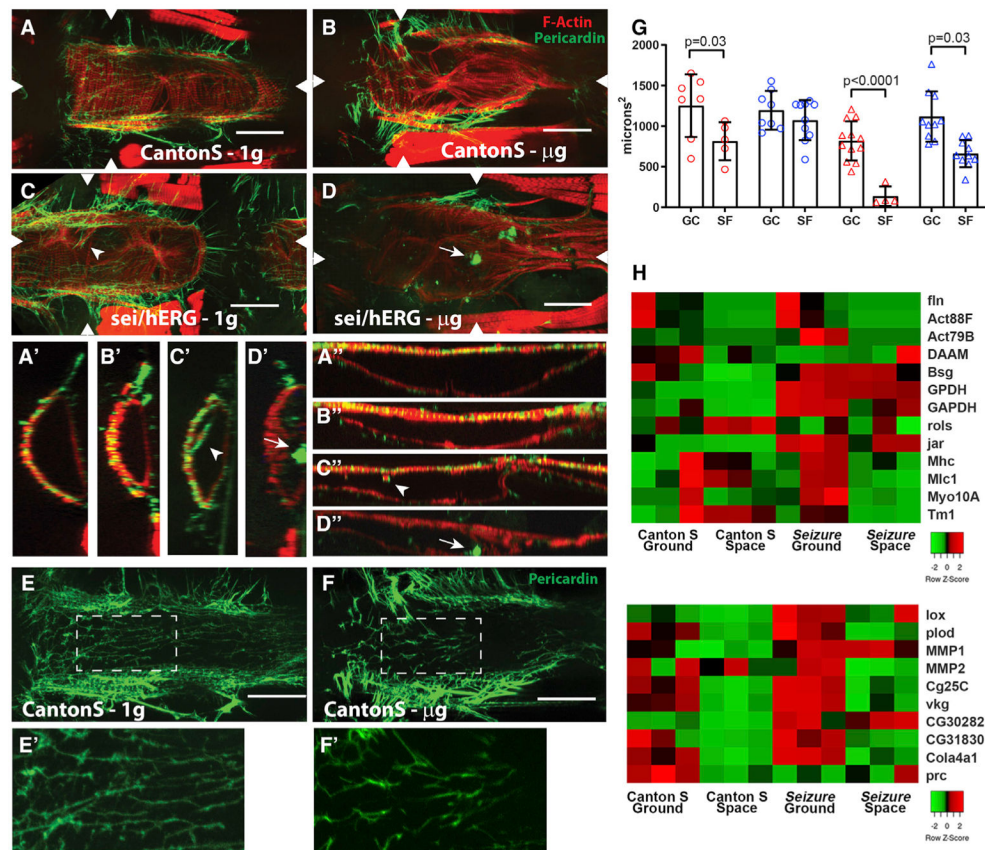 A
CantonS - 1g
B
F-Actin
Pericardin
CantonS - µg
C
sei/hERG - 1g
D
sei/hERG - µg
A'
B'
C'
D'
A''
B''
C''
D''
E
CantonS - 1g
F
Pericardin
CantonS - µg
E'
F'
G
p=0.03
p<0.0001
p=0.03
microns²
2000
1500
1000
500
0
GC SF GC SF GC SF GC SF
H
fln
Act88F
Act79B
DAAM
Bsg
GPDH
GAPDH
rols
jar
Mhc
Mlc1
Myo10A
Tm1
Canton S Canton S Seizure Seizure
Ground Space Ground Space
-2 0 2
Row Z-Score
lox
plod
MMP1
MMP2
Cg25C
vkg
CG30282
CG31830
Cola4a1
prc
Canton S Canton S Seizure Seizure
Ground Space Ground Space
-2 0 2
Row Z-Score